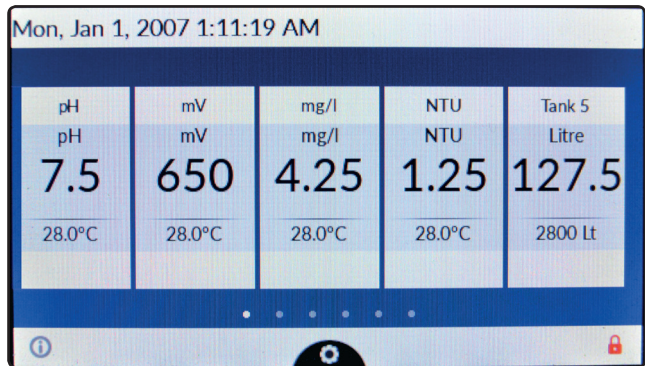 Mon, Jan 1, 2007 1:11:19 AM
pH mV mg/l NTU Tank 5
pH mV mg/l NTU Litre
7.5 650 4.25 1.25 127.5
28.0°C 28.0°C 28.0°C 28.0°C 2800 Lt